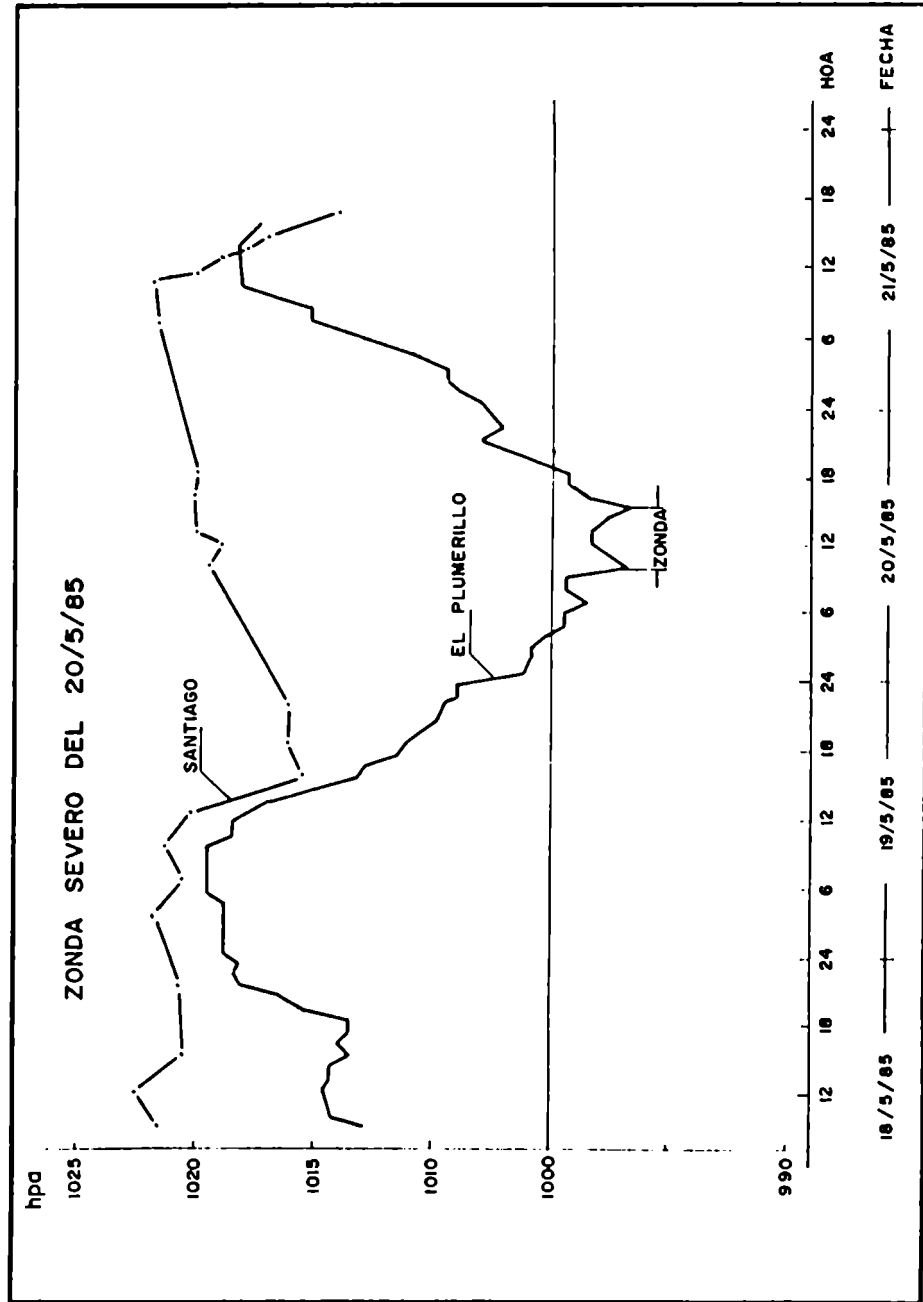 ZONDA SEVERO DEL 20/5/85
hpa
1025
1020
1015
1010
1000
990
SANTIAGO
EL PLUMERILLO
ZONDA
12 18 24 6 12 18 24 6 12 18 24 6 12 18 24 HOA
18/5/85 19/5/85 20/5/85 21/5/85 FECHA